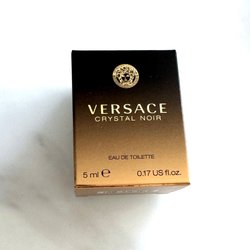 VERSACE
CRYSTAL NOIR
EAU DE TOILETTE
5 ml ℮ 0.17 US fl.oz.